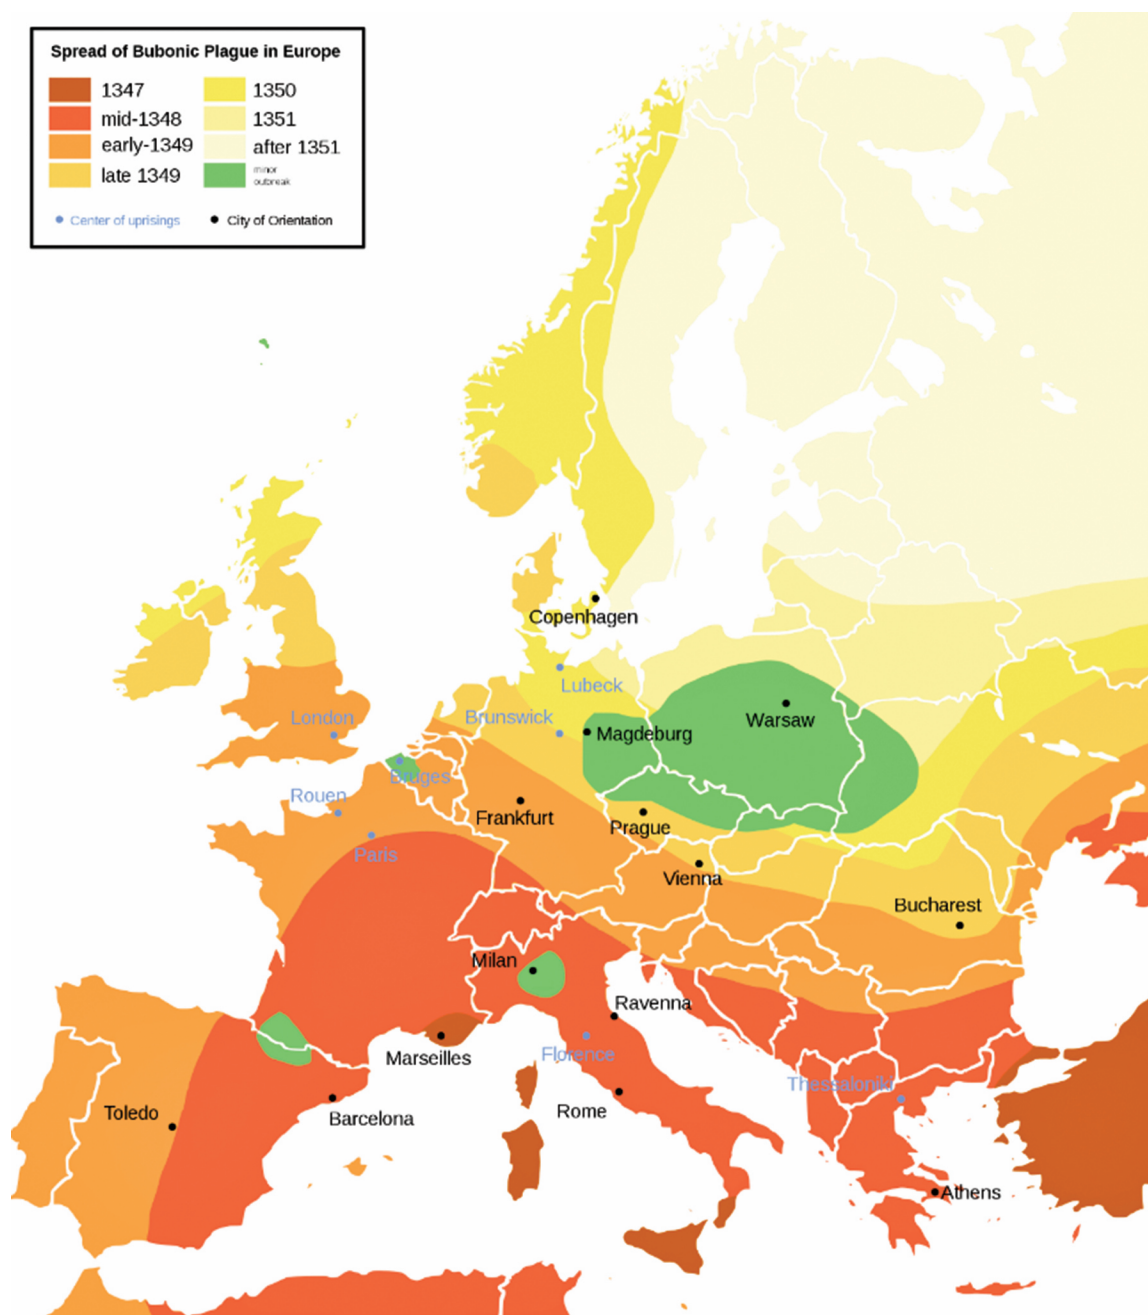 Spread of Bubonic Plague in Europe
1347
mid-1348
early-1349
late 1349
1350
1351
after 1351
minor
outbreak
Center of uprisings
City of Orientation
Copenhagen
Lubeck
London
Brunswick
Magdeburg
Warsaw
Bruges
Rouen
Frankfurt
Prague
Paris
Vienna
Bucharest
Milan
Ravenna
Marseilles
Florence
Thessaloniki
Toledo
Barcelona
Rome
Athens